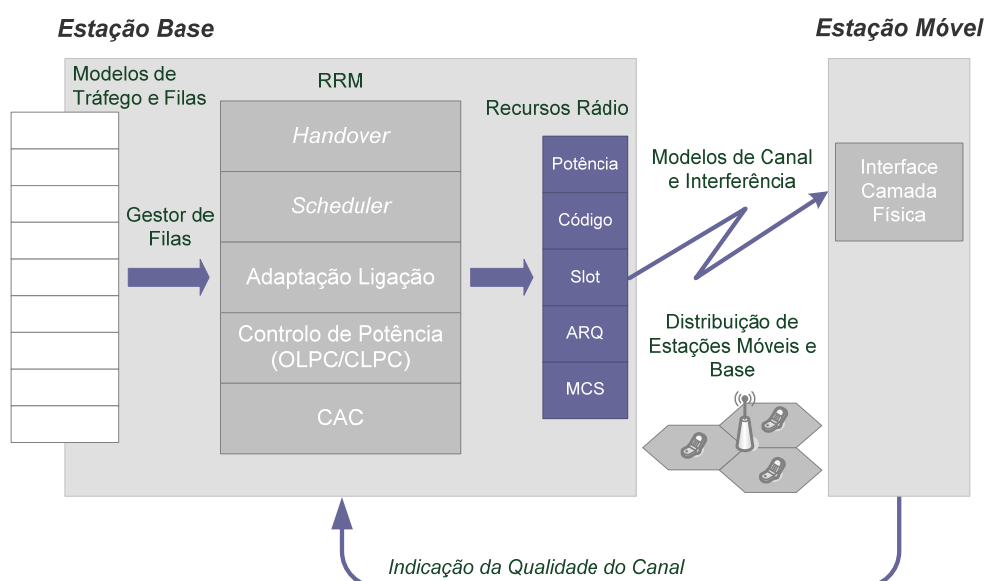 Estação Base
Estação Móvel
Modelos de
Tráfego e Filas
RRM
Recursos Rádio
Gestor de
Filas
Handover
Scheduler
Adaptação Ligação
Controlo de Potência
(OLPC/CLPC)
CAC
Potência
Código
Slot
ARQ
MCS
Modelos de Canal
e Interferência
Interface
Camada
Física
Distribuição de
Estações Móveis e
Base
Indicação da Qualidade do Canal